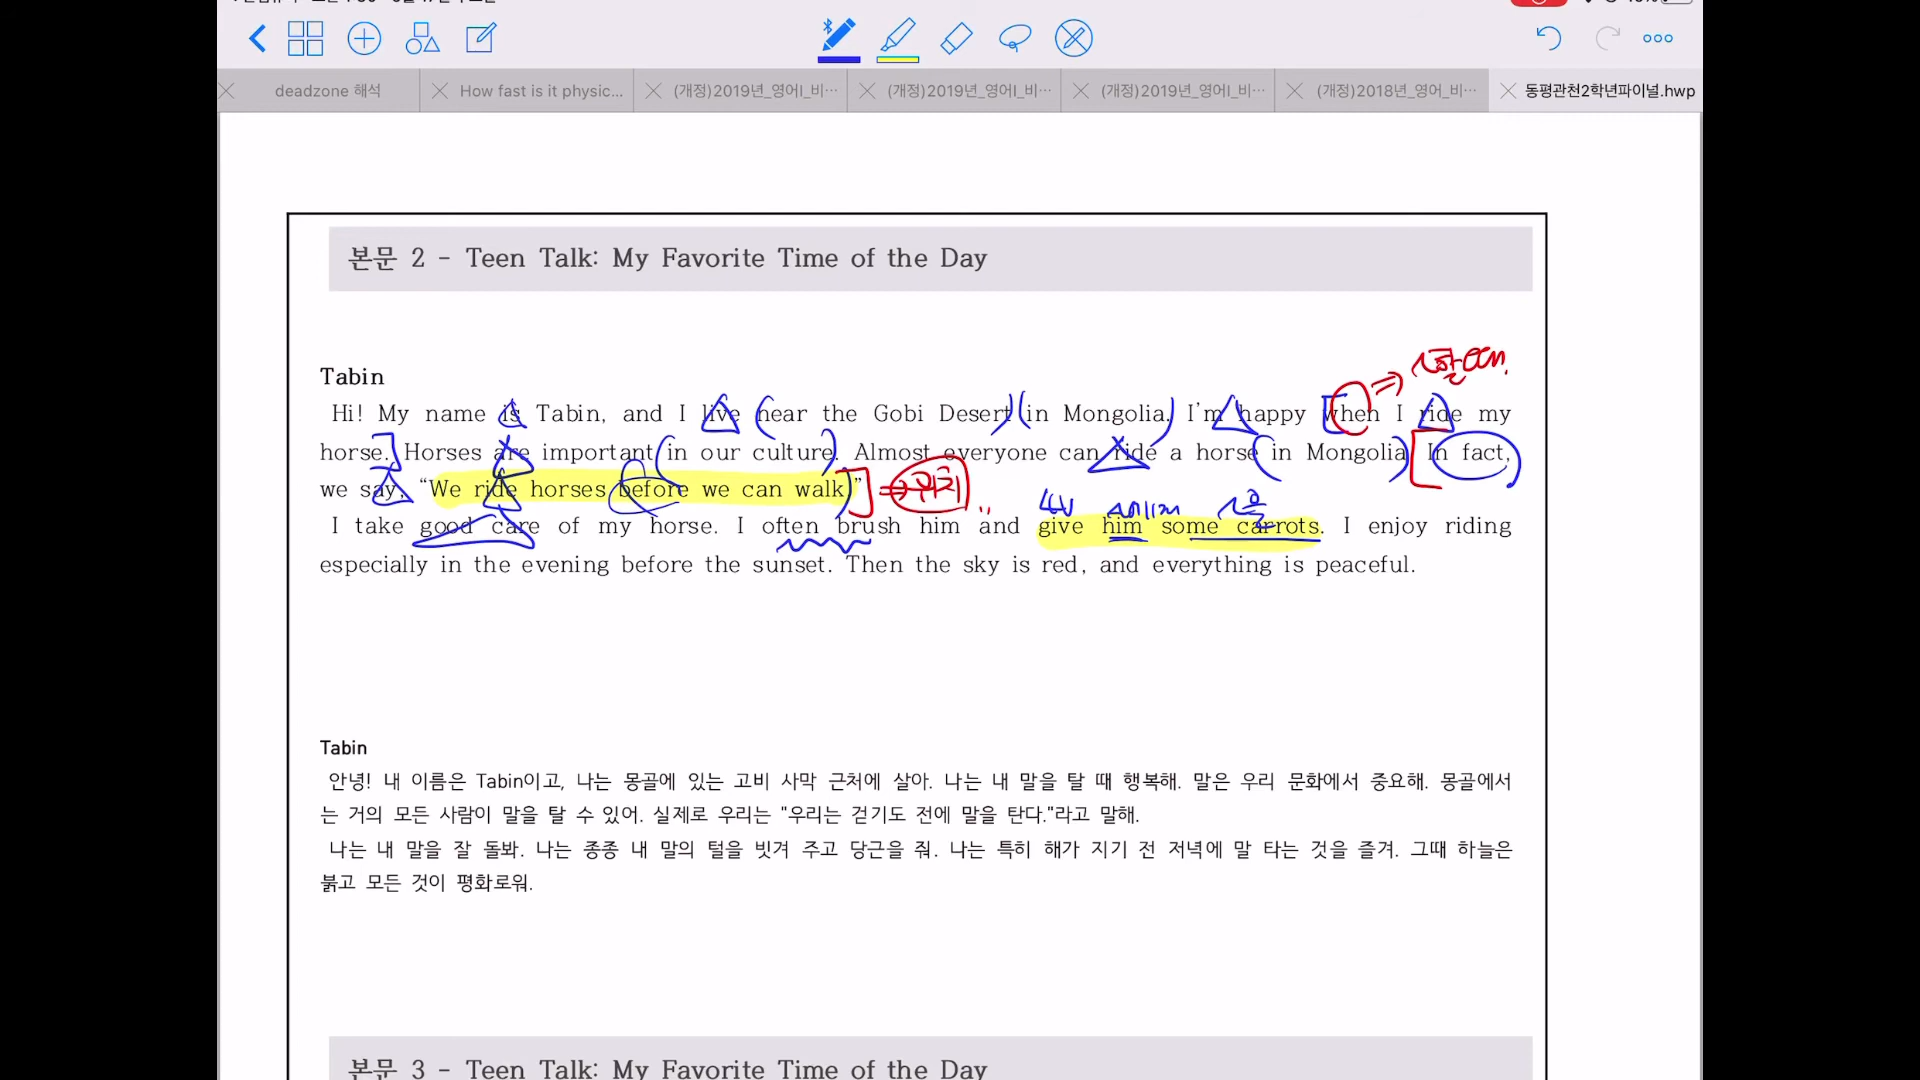 deadzone 해석
How fast is it physic...
(개정)2019년_영어I_비...
(개정)2019년_영어I_비...
(개정)2019년_영어I_비...
(개정)2018년_영어_비...
동평관천2학년파이널.hwp
본문 2 - Teen Talk: My Favorite Time of the Day
Tabin
~할 때
Hi! My name is Tabin, and I live near the Gobi Desert in Mongolia. I'm happy when I ride my
horse. Horses are important in our culture. Almost everyone can ride a horse in Mongolia. In fact,
we say, “We ride horses before we can walk.”
4V ~에게 ~을
I take good care of my horse. I often brush him and give him some carrots. I enjoy riding
especially in the evening before the sunset. Then the sky is red, and everything is peaceful.
Tabin
안녕! 내 이름은 Tabin이고, 나는 몽골에 있는 고비 사막 근처에 살아. 나는 내 말을 탈 때 행복해. 말은 우리 문화에서 중요해. 몽골에서
는 거의 모든 사람이 말을 탈 수 있어. 실제로 우리는 "우리는 걷기도 전에 말을 탄다."라고 말해.
나는 내 말을 잘 돌봐. 나는 종종 내 말의 털을 빗겨 주고 당근을 줘. 나는 특히 해가 지기 전 저녁에 말 타는 것을 즐겨. 그때 하늘은
붉고 모든 것이 평화로워.
본문 3 - Teen Talk: My Favorite Time of the Day